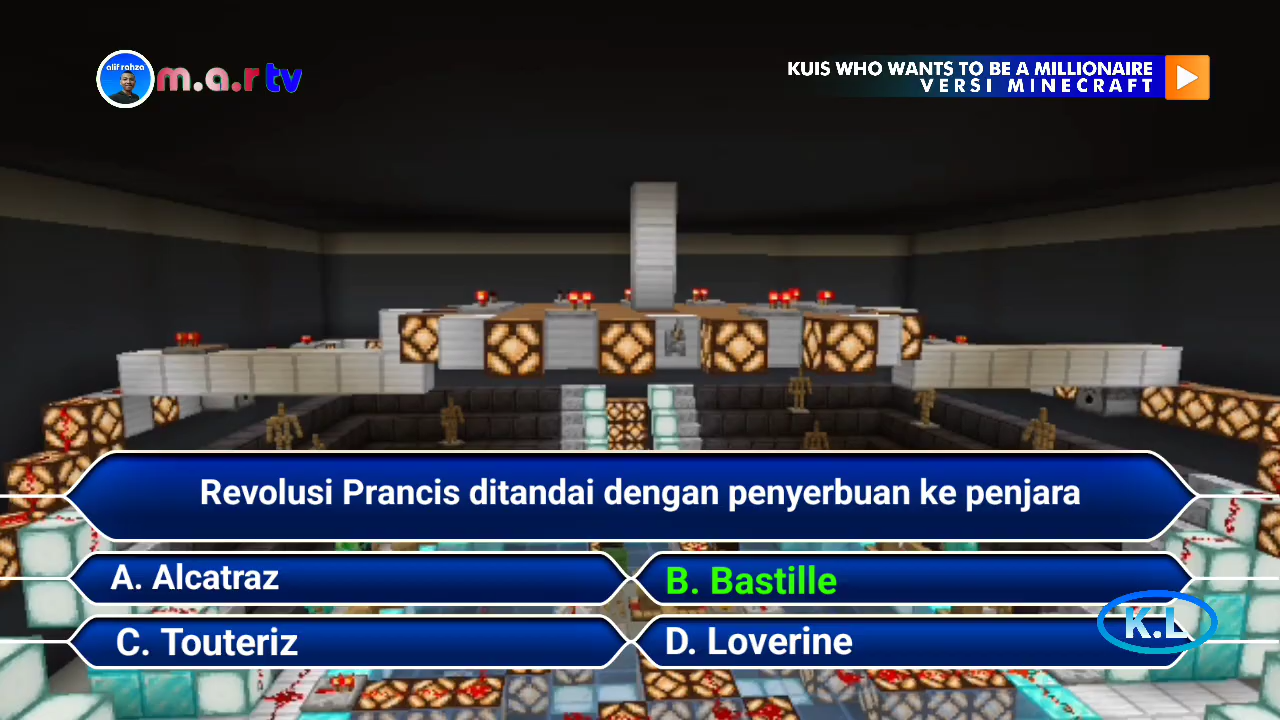 alif rahza
m.a.r tv
KUIS WHO WANTS TO BE A MILLIONAIRE
VERSI MINECRAFT
Revolusi Prancis ditandai dengan penyerbuan ke penjara
A. Alcatraz
B. Bastille
C. Touteriz
D. Loverine
K.L